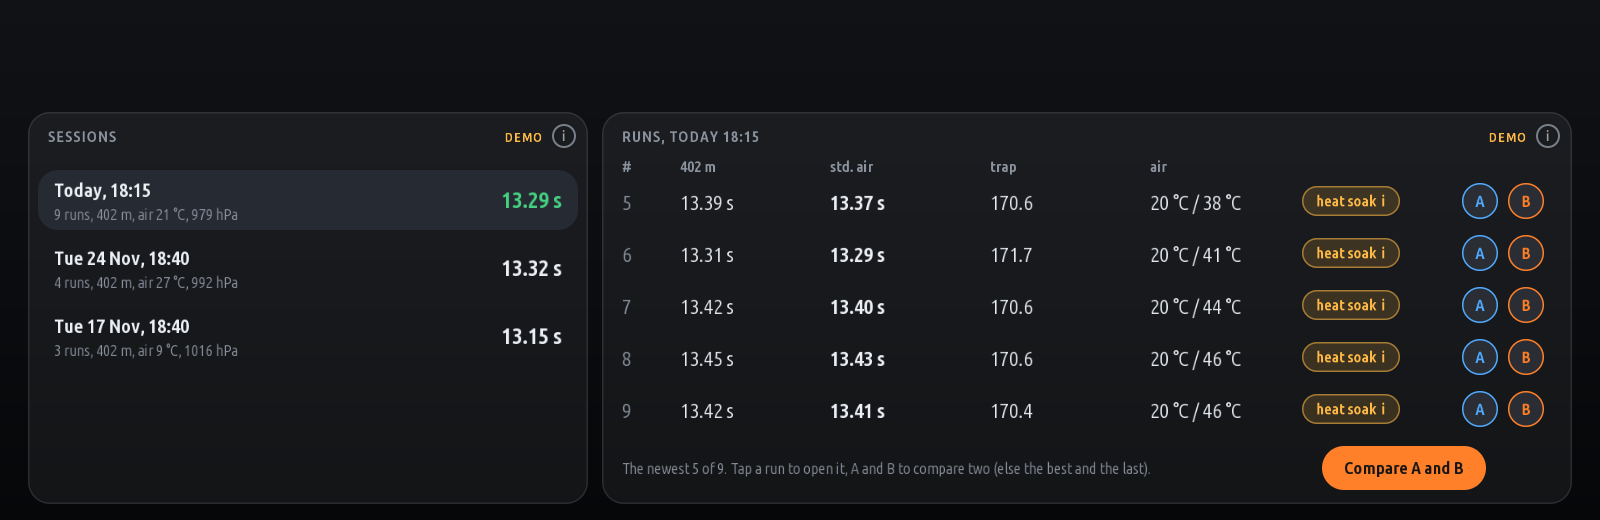 SESSIONS
DEMO i
Today, 18:15
13.29 s
9 runs, 402 m, air 21 °C, 979 hPa
Tue 24 Nov, 18:40
13.32 s
4 runs, 402 m, air 27 °C, 992 hPa
Tue 17 Nov, 18:40
13.15 s
3 runs, 402 m, air 9 °C, 1016 hPa
RUNS, TODAY 18:15
DEMO i
# 402 m std. air trap air
5 13.39 s 13.37 s 170.6 20 °C / 38 °C heat soak i A B
6 13.31 s 13.29 s 171.7 20 °C / 41 °C heat soak i A B
7 13.42 s 13.40 s 170.6 20 °C / 44 °C heat soak i A B
8 13.45 s 13.43 s 170.6 20 °C / 46 °C heat soak i A B
9 13.42 s 13.41 s 170.4 20 °C / 46 °C heat soak i A B
The newest 5 of 9. Tap a run to open it, A and B to compare two (else the best and the last).
Compare A and B